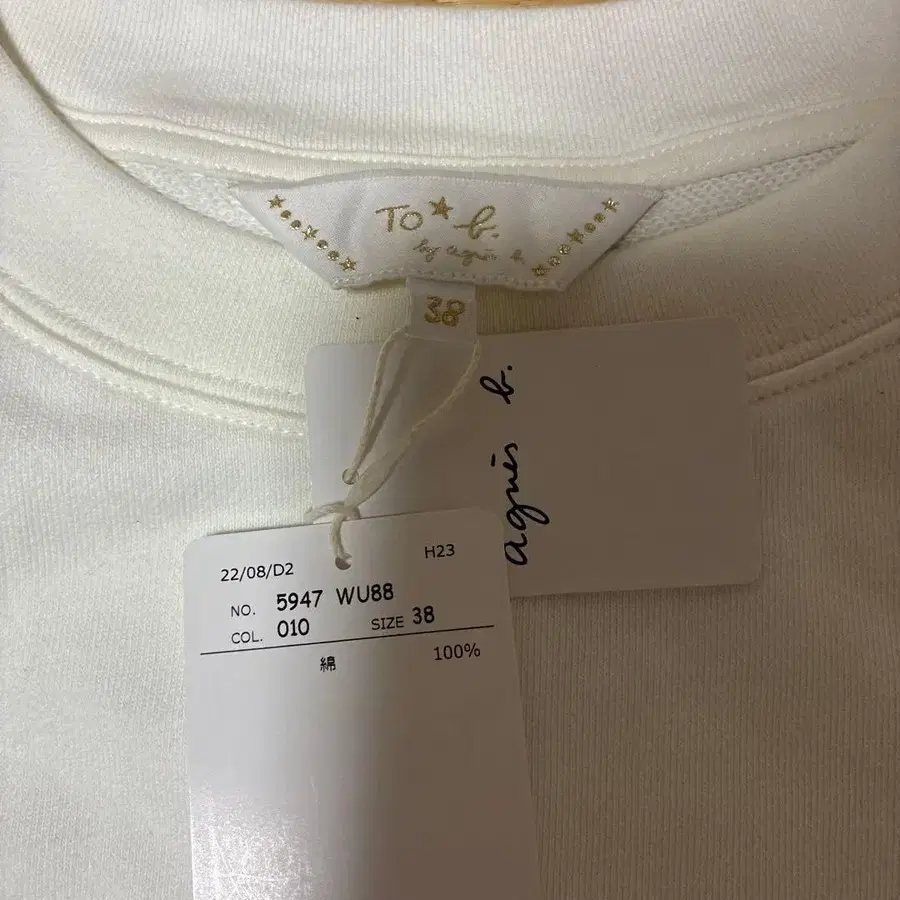 TO b.
by agnès b.
38
agnès b.
22/08/D2 H23
NO. 5947 WU88
COL. 010 SIZE 38
綿 100%